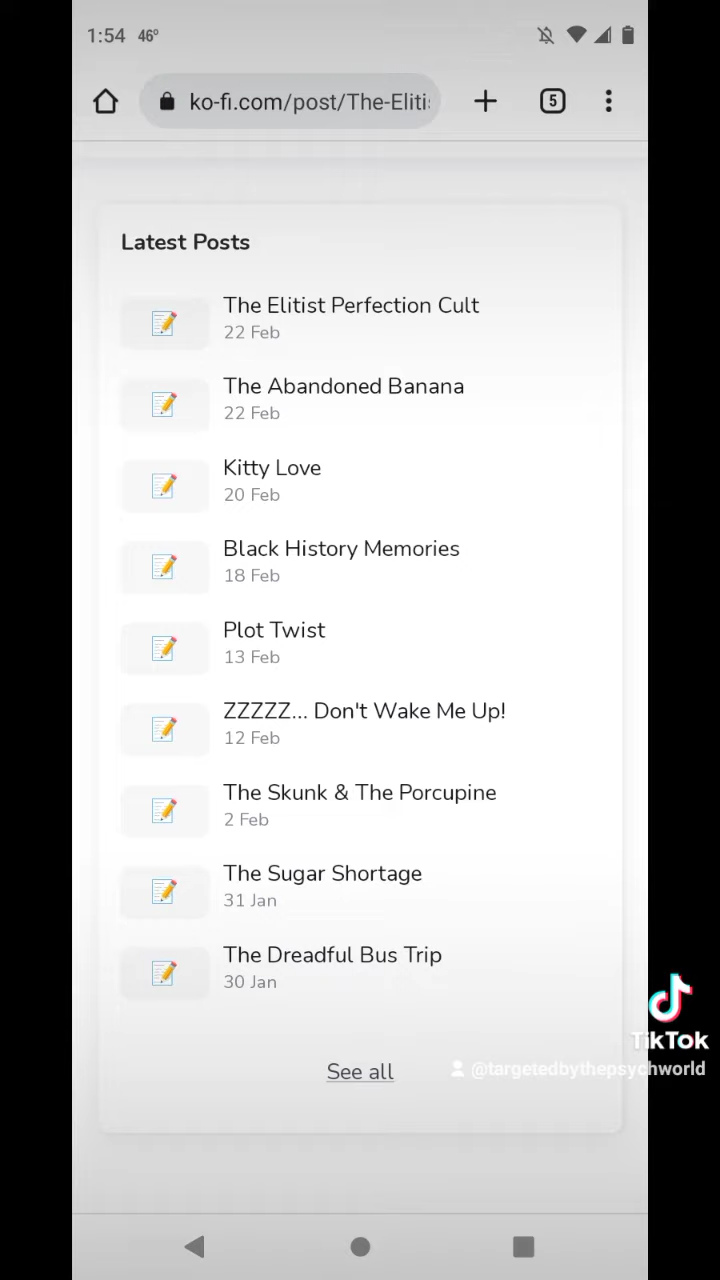 1:54 46°
ko-fi.com/post/The-Eliti
5
Latest Posts
The Elitist Perfection Cult
22 Feb
The Abandoned Banana
22 Feb
Kitty Love
20 Feb
Black History Memories
18 Feb
Plot Twist
13 Feb
ZZZZZ... Don't Wake Me Up!
12 Feb
The Skunk & The Porcupine
2 Feb
The Sugar Shortage
31 Jan
The Dreadful Bus Trip
30 Jan
See all
TikTok
@targetedbythepsychworld